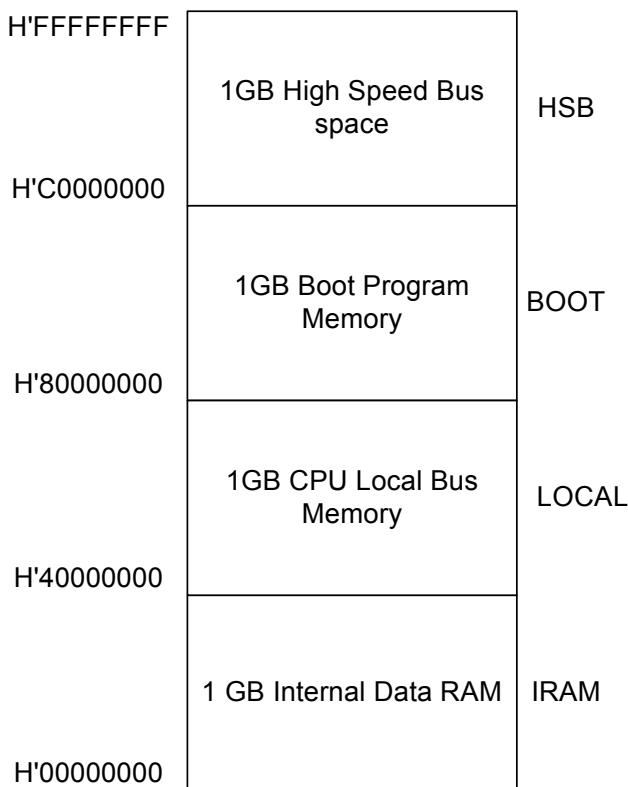 H'FFFFFFFF
1GB High Speed Bus
space
HSB
H'C0000000
1GB Boot Program
Memory
BOOT
H'80000000
1GB CPU Local Bus
Memory
LOCAL
H'40000000
1 GB Internal Data RAM
IRAM
H'00000000